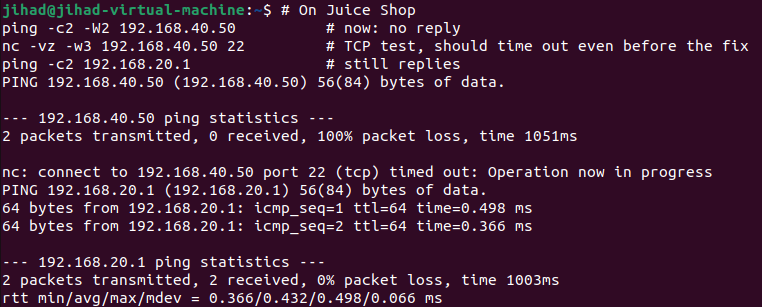 jihad@jihad-virtual-machine:~$ # On Juice Shop
ping -c2 -W2 192.168.40.50          # now: no reply
nc -vz -w3 192.168.40.50 22         # TCP test, should time out even before the fix
ping -c2 192.168.20.1               # still replies
PING 192.168.40.50 (192.168.40.50) 56(84) bytes of data.

--- 192.168.40.50 ping statistics ---
2 packets transmitted, 0 received, 100% packet loss, time 1051ms

nc: connect to 192.168.40.50 port 22 (tcp) timed out: Operation now in progress
PING 192.168.20.1 (192.168.20.1) 56(84) bytes of data.
64 bytes from 192.168.20.1: icmp_seq=1 ttl=64 time=0.498 ms
64 bytes from 192.168.20.1: icmp_seq=2 ttl=64 time=0.366 ms

--- 192.168.20.1 ping statistics ---
2 packets transmitted, 2 received, 0% packet loss, time 1003ms
rtt min/avg/max/mdev = 0.366/0.432/0.498/0.066 ms